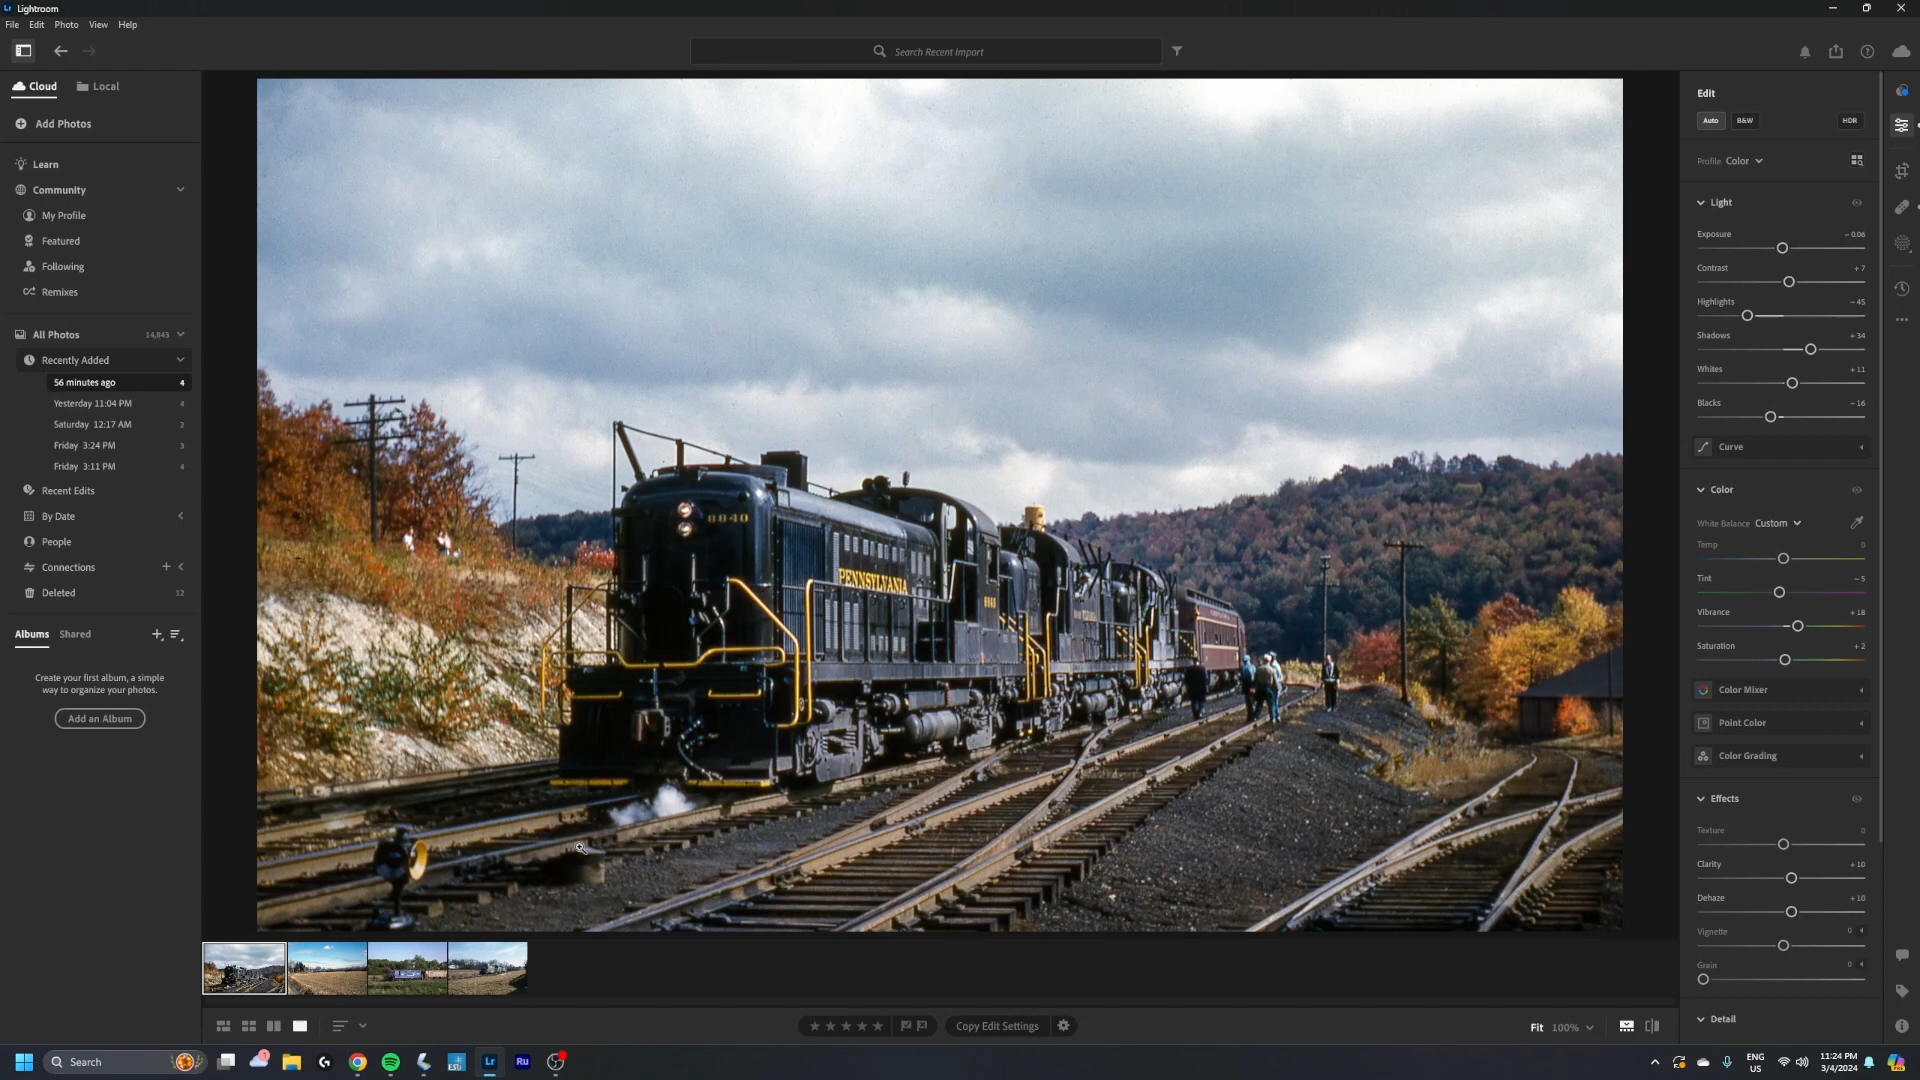 Lightroom
File Edit Photo View Help
Search Recent Import
Cloud Local
Add Photos
Learn
Community
My Profile
Featured
Following
Remixes
All Photos 14,843
Recently Added
56 minutes ago 4
Yesterday 11:04 PM 4
Saturday 12:17 AM 2
Friday 3:24 PM 3
Friday 3:11 PM 4
Recent Edits
By Date
People
Connections
Deleted 12
Albums Shared
Create your first album, a simple
way to organize your photos.
Add an Album
8840
PENNSYLVANIA
Copy Edit Settings
Fit 100%
Edit
Auto B&W HDR
Profile Color
Light
Exposure - 0.06
Contrast + 7
Highlights - 45
Shadows + 34
Whites + 11
Blacks - 16
Curve
Color
White Balance Custom
Temp 0
Tint - 5
Vibrance + 18
Saturation + 2
Color Mixer
Point Color
Color Grading
Effects
Texture 0
Clarity + 10
Dehaze + 10
Vignette 0
Grain 0
Detail
Search
Lr
Ru
ENG
US
11:24 PM
3/4/2024